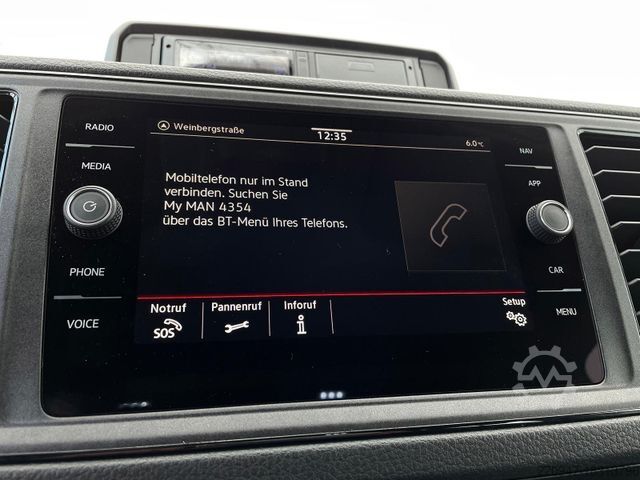 RADIO
MEDIA
PHONE
VOICE
Weinbergstraße
12:35
6.0°C
Mobiltelefon nur im Stand
verbinden. Suchen Sie
My MAN 4354
über das BT-Menü Ihres Telefons.
Notruf
SOS
Pannenruf
Inforuf
i
Setup
NAV
APP
CAR
MENU